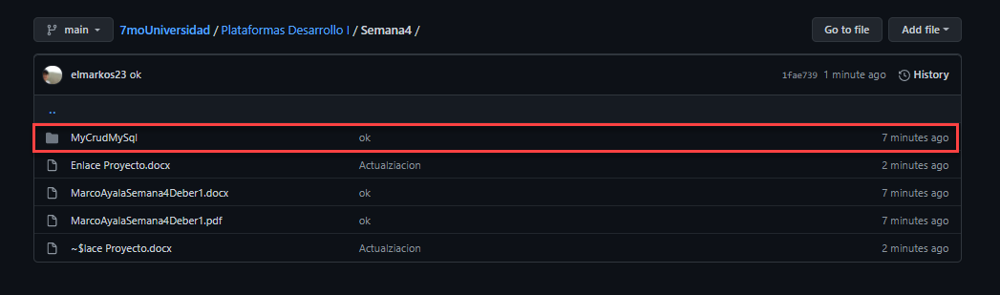 main 7moUniversidad / Plataformas Desarrollo I / Semana4 / Go to file Add file
elmarkos23 ok 1fae739 1 minute ago History
..
MyCrudMySql ok 7 minutes ago
Enlace Proyecto.docx Actualziacion 2 minutes ago
MarcoAyalaSemana4Deber1.docx ok 7 minutes ago
MarcoAyalaSemana4Deber1.pdf ok 7 minutes ago
~$lace Proyecto.docx Actualziacion 2 minutes ago